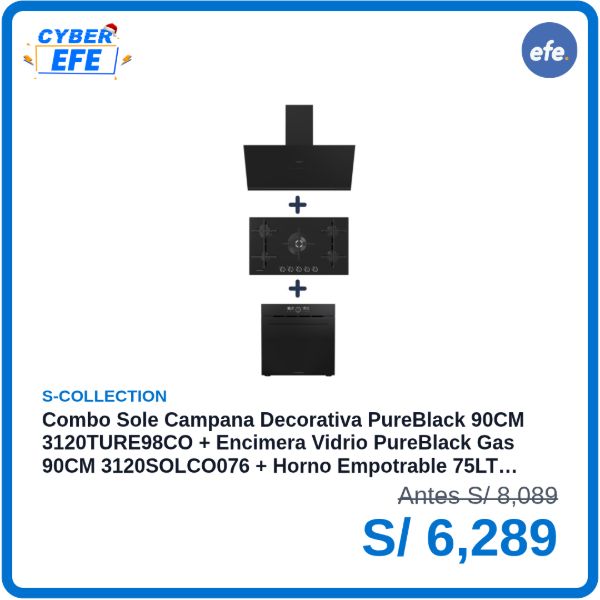 CYBER
EFE
efe.
S-COLLECTION
Combo Sole Campana Decorativa PureBlack 90CM
3120TURE98CO + Encimera Vidrio PureBlack Gas
90CM 3120SOLCO076 + Horno Empotrable 75LT…
Antes S/ 8,089
S/ 6,289